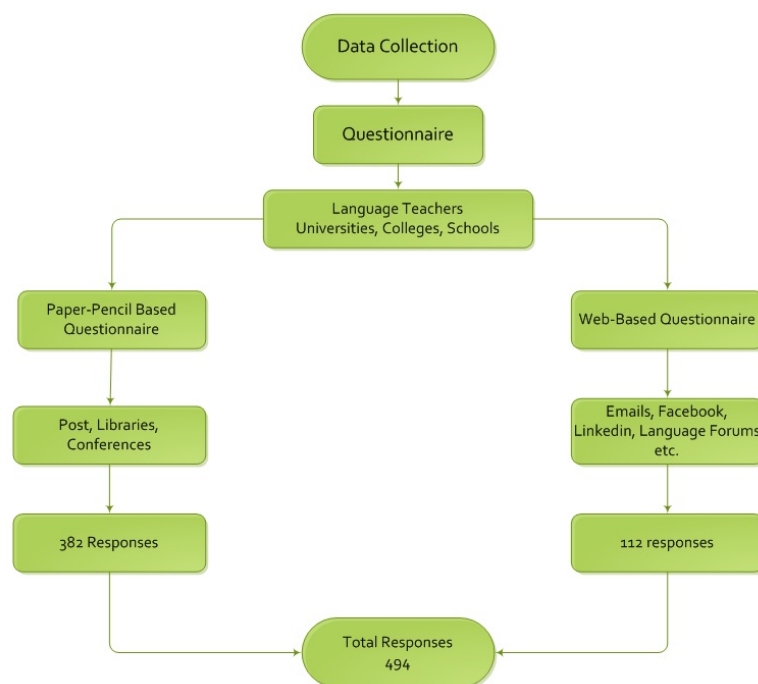 Data Collection
Questionnaire
Language Teachers
Universities, Colleges, Schools
Paper-Pencil Based
Questionnaire
Web-Based Questionnaire
Post, Libraries,
Conferences
Emails, Facebook,
Linkedin, Language Forums
etc.
382 Responses
112 responses
Total Responses
494